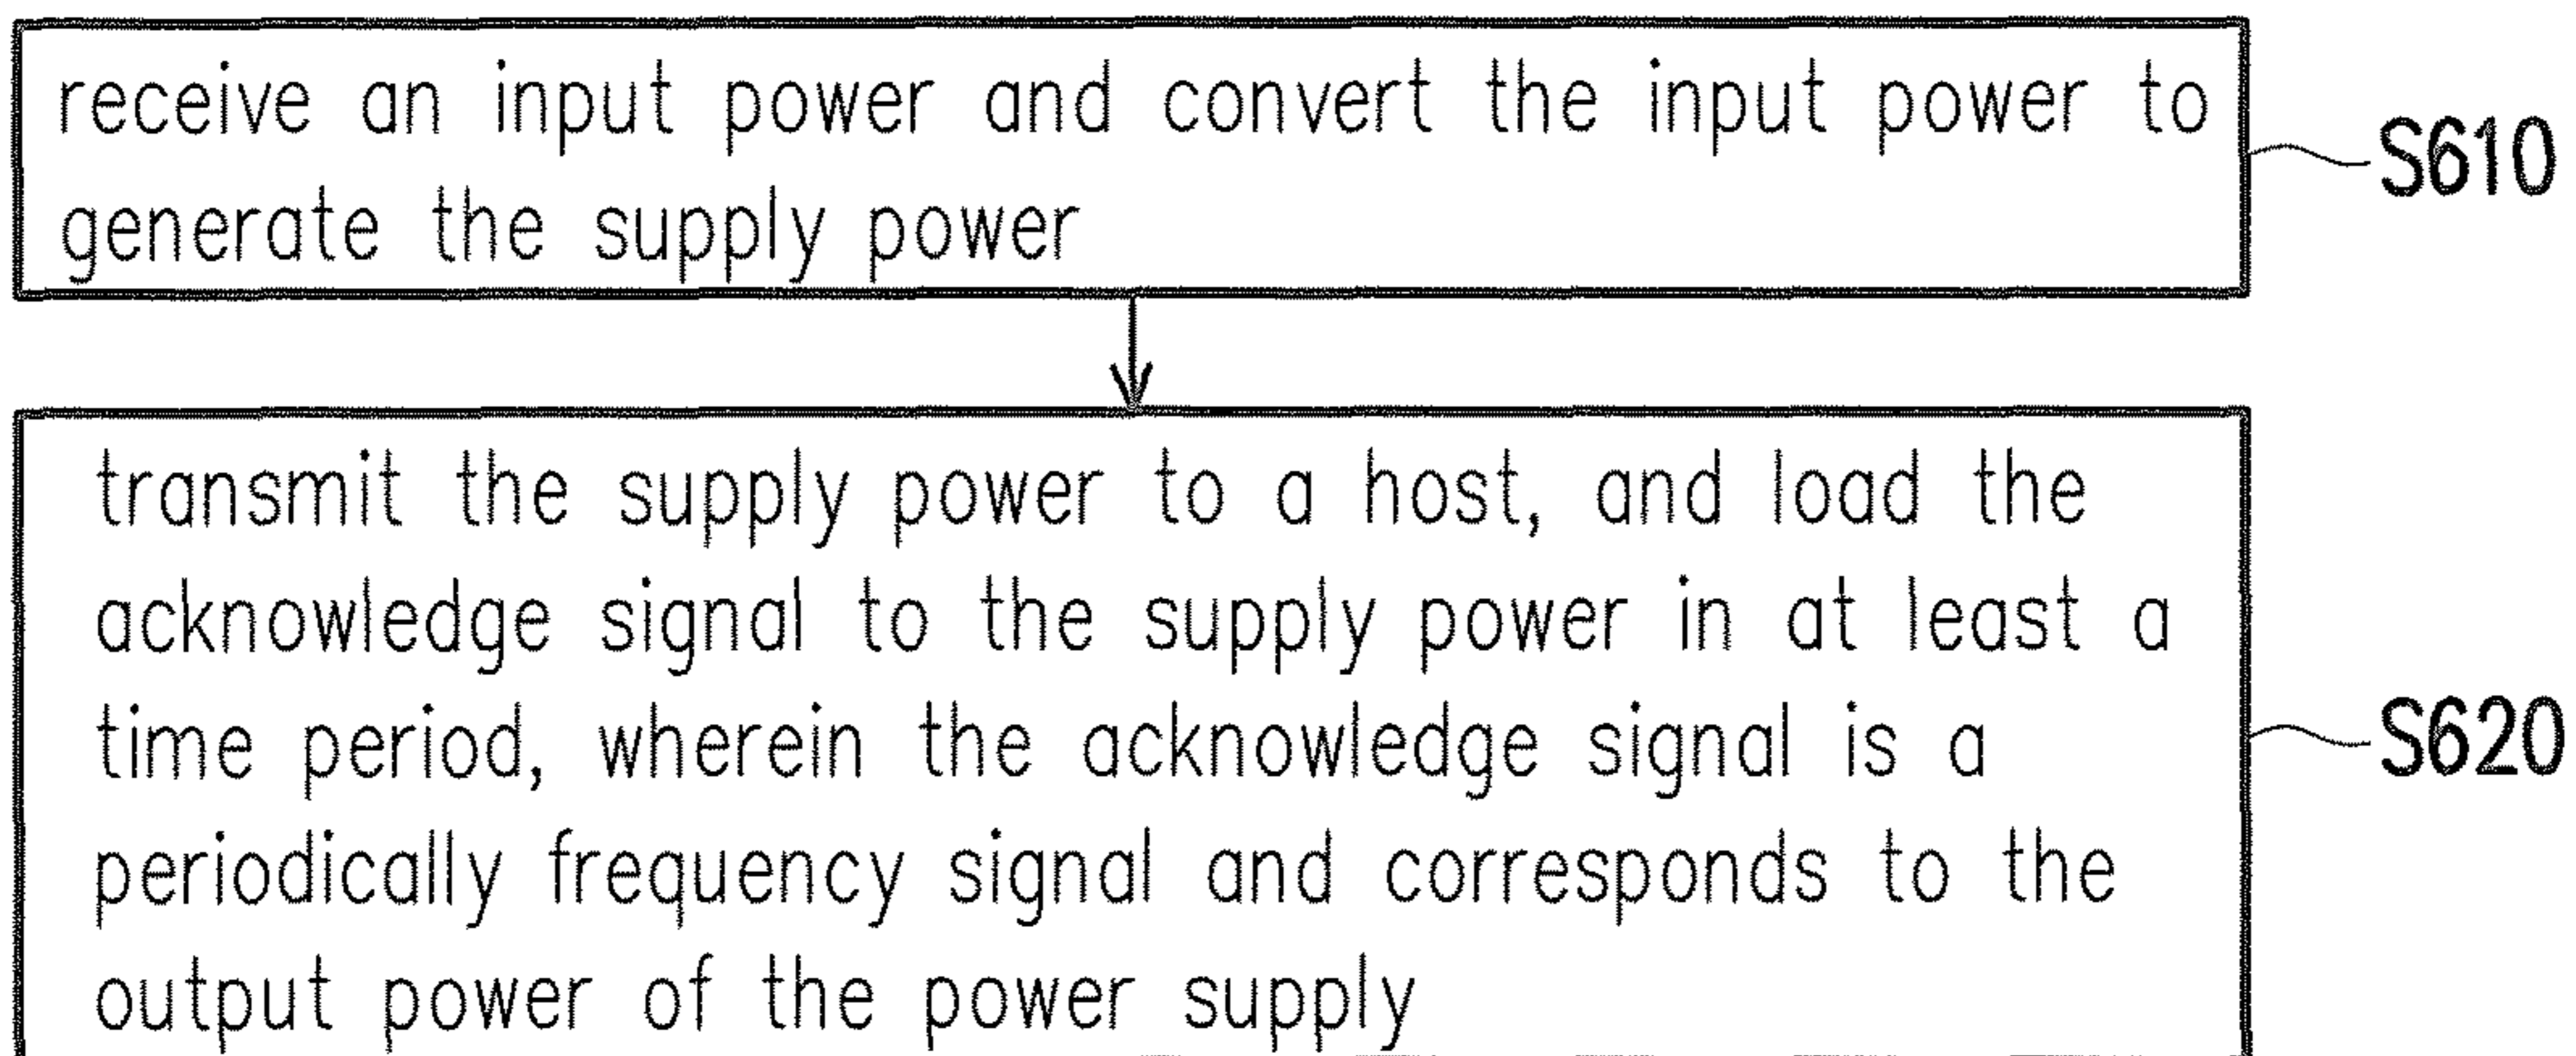 receive an input power and convert the input power to
generate the supply power
S610
transmit the supply power to a host, and load the
acknowledge signal to the supply power in at least a
time period, wherein the acknowledge signal is a
periodically frequency signal and corresponds to the
output power of the power supply
S620